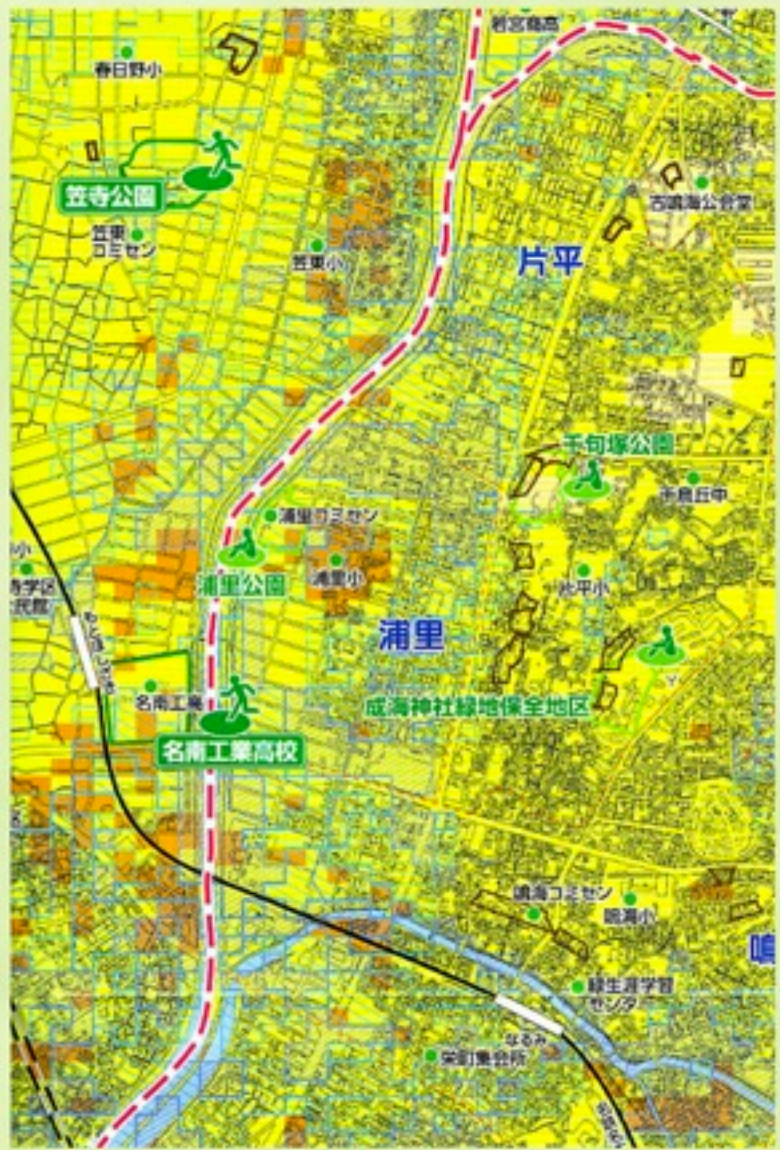 若宮商高
春日野小
笠寺公園
笠東
コミセン
笠東小
古鳴海公会堂
片平
千句塚公園
千鳥丘中
浦里コミセン
浦里公園
浦里小
片平小
浦里
名南工高
成海神社緑地保全地区
名南工業高校
鳴海コミセン
鳴海小
鳴
緑生涯学習
センター
なるみ
栄町集会所